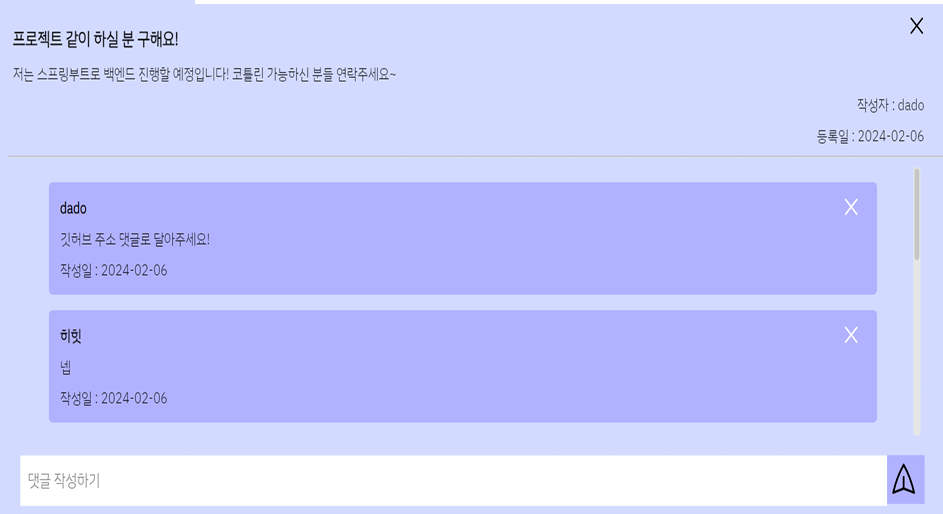 프로젝트 같이 하실 분 구해요!
X
저는 스프링부트로 백엔드 진행할 예정입니다! 코틀린 가능하신 분들 연락주세요~
작성자 : dado
등록일 : 2024-02-06
dado
X
깃허브 주소 댓글로 달아주세요!
작성일 : 2024-02-06
히힛
X
넵
작성일 : 2024-02-06
댓글 작성하기